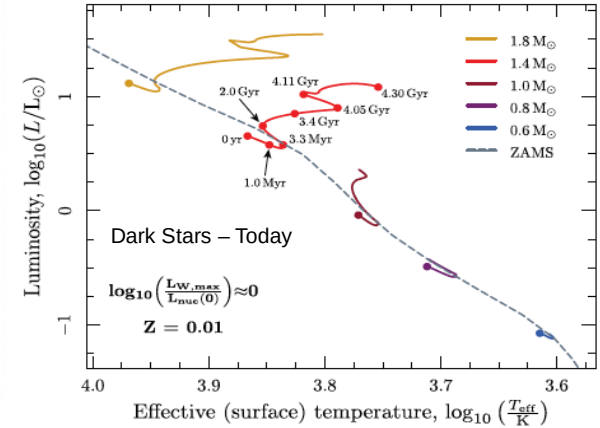 1.8 M⊙
1.4 M⊙
1.0 M⊙
0.8 M⊙
0.6 M⊙
ZAMS
4.11 Gyr
4.30 Gyr
2.0 Gyr
4.05 Gyr
3.4 Gyr
0 yr
3.3 Myr
1.0 Myr
Luminosity, log₁₀(L/L⊙)
1
0
−1
Dark Stars – Today
log₁₀(L_W,max/L_nuc(0))≈0
Z = 0.01
4.0 3.9 3.8 3.7 3.6
Effective (surface) temperature, log₁₀(T_eff/K)